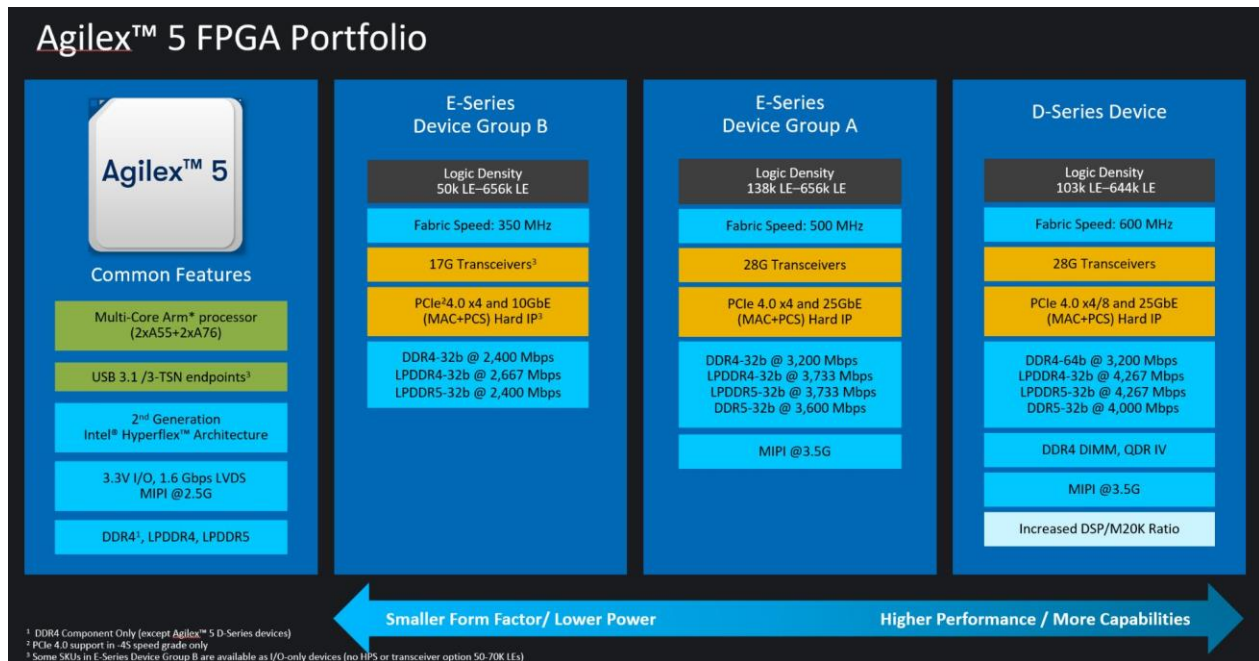 Agilex™ 5 FPGA Portfolio
Agilex™ 5
Common Features
Multi-Core Arm* processor
(2xA55+2xA76)
USB 3.1 /3-TSN endpoints³
2nd Generation
Intel® Hyperflex™ Architecture
3.3V I/O, 1.6 Gbps LVDS
MIPI @2.5G
DDR4¹, LPDDR4, LPDDR5
E-Series
Device Group B
Logic Density
50k LE–656k LE
Fabric Speed: 350 MHz
17G Transceivers³
PCIe²4.0 x4 and 10GbE
(MAC+PCS) Hard IP³
DDR4-32b @ 2,400 Mbps
LPDDR4-32b @ 2,667 Mbps
LPDDR5-32b @ 2,400 Mbps
E-Series
Device Group A
Logic Density
138k LE–656k LE
Fabric Speed: 500 MHz
28G Transceivers
PCIe 4.0 x4 and 25GbE
(MAC+PCS) Hard IP
DDR4-32b @ 3,200 Mbps
LPDDR4-32b @ 3,733 Mbps
LPDDR5-32b @ 3,733 Mbps
DDR5-32b @ 3,600 Mbps
MIPI @3.5G
D-Series Device
Logic Density
103k LE–644k LE
Fabric Speed: 600 MHz
28G Transceivers
PCIe 4.0 x4/8 and 25GbE
(MAC+PCS) Hard IP
DDR4-64b @ 3,200 Mbps
LPDDR4-32b @ 4,267 Mbps
LPDDR5-32b @ 4,267 Mbps
DDR5-32b @ 4,000 Mbps
DDR4 DIMM, QDR IV
MIPI @3.5G
Increased DSP/M20K Ratio
Smaller Form Factor/ Lower Power
Higher Performance / More Capabilities
¹ DDR4 Component Only (except Agilex™ 5 D-Series devices)
² PCIe 4.0 support in -4S speed grade only
³ Some SKUs in E-Series Device Group B are available as I/O-only devices (no HPS or transceiver option 50-70K LEs)